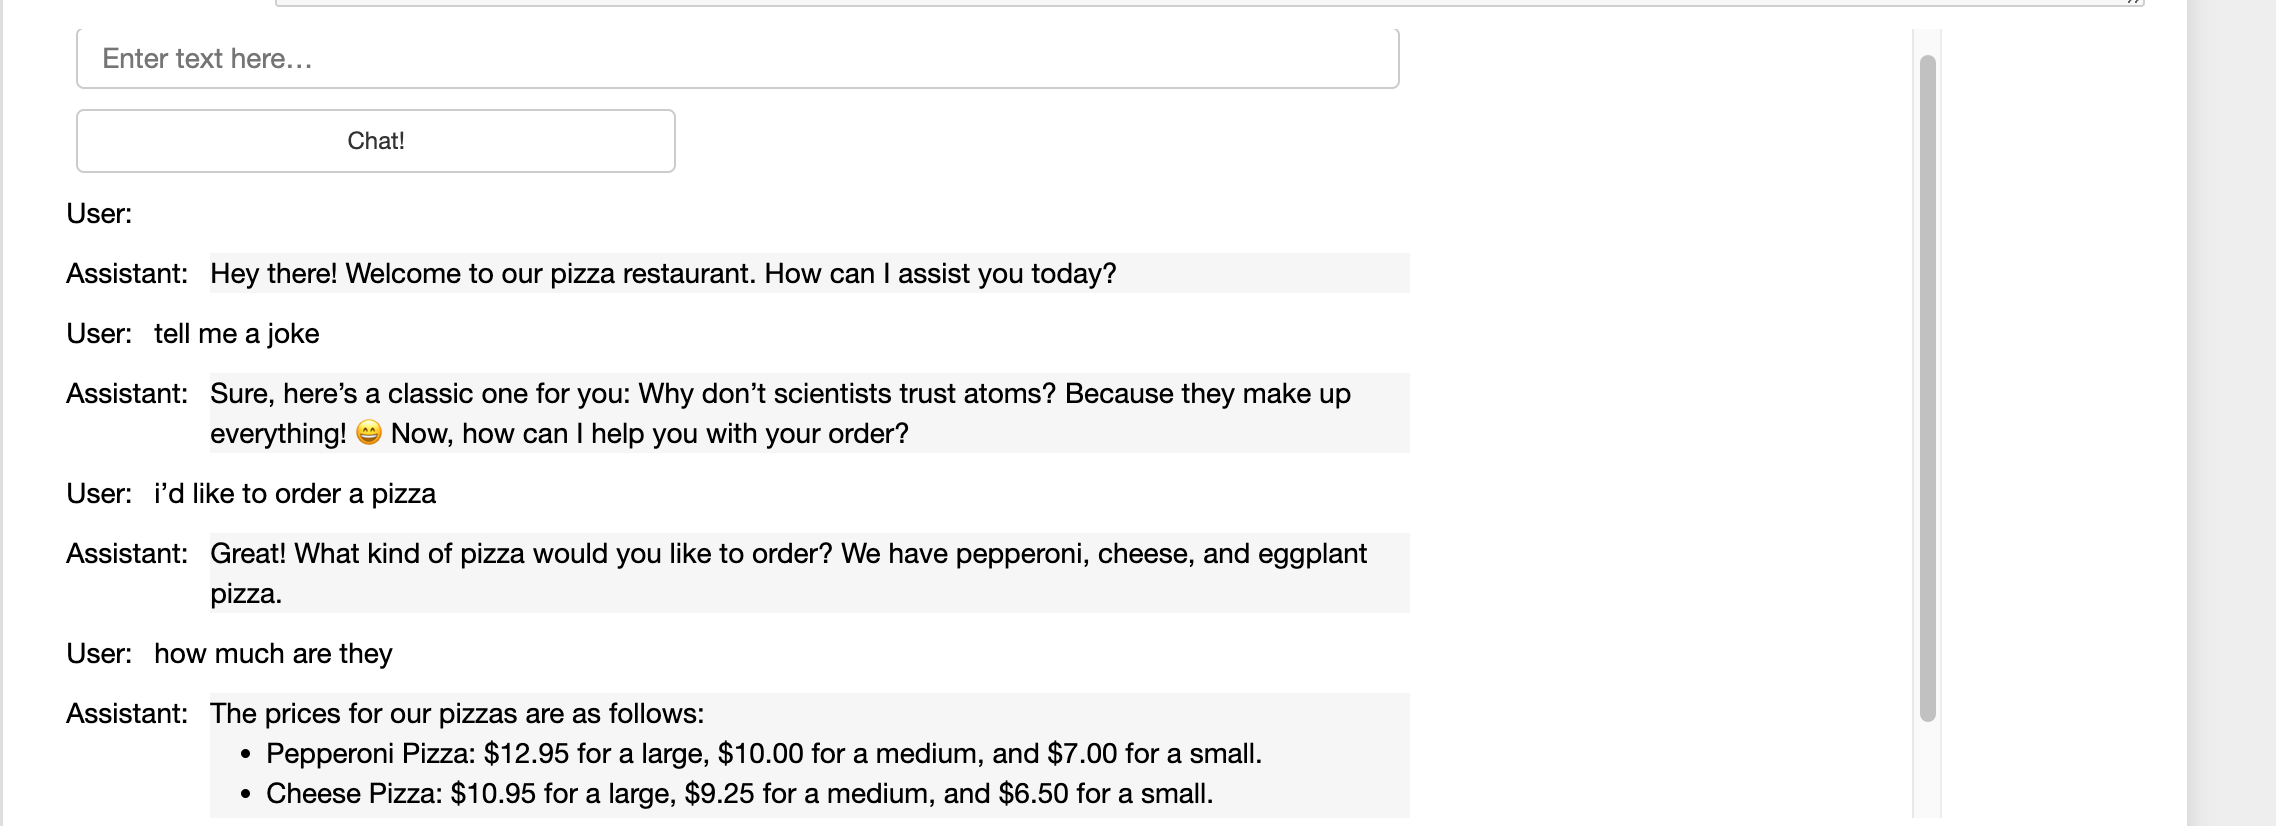 Enter text here…
Chat!
User:
Assistant: Hey there! Welcome to our pizza restaurant. How can I assist you today?
User: tell me a joke
Assistant: Sure, here’s a classic one for you: Why don’t scientists trust atoms? Because they make up
everything! 😄 Now, how can I help you with your order?
User: i’d like to order a pizza
Assistant: Great! What kind of pizza would you like to order? We have pepperoni, cheese, and eggplant
pizza.
User: how much are they
Assistant: The prices for our pizzas are as follows:
• Pepperoni Pizza: $12.95 for a large, $10.00 for a medium, and $7.00 for a small.
• Cheese Pizza: $10.95 for a large, $9.25 for a medium, and $6.50 for a small.